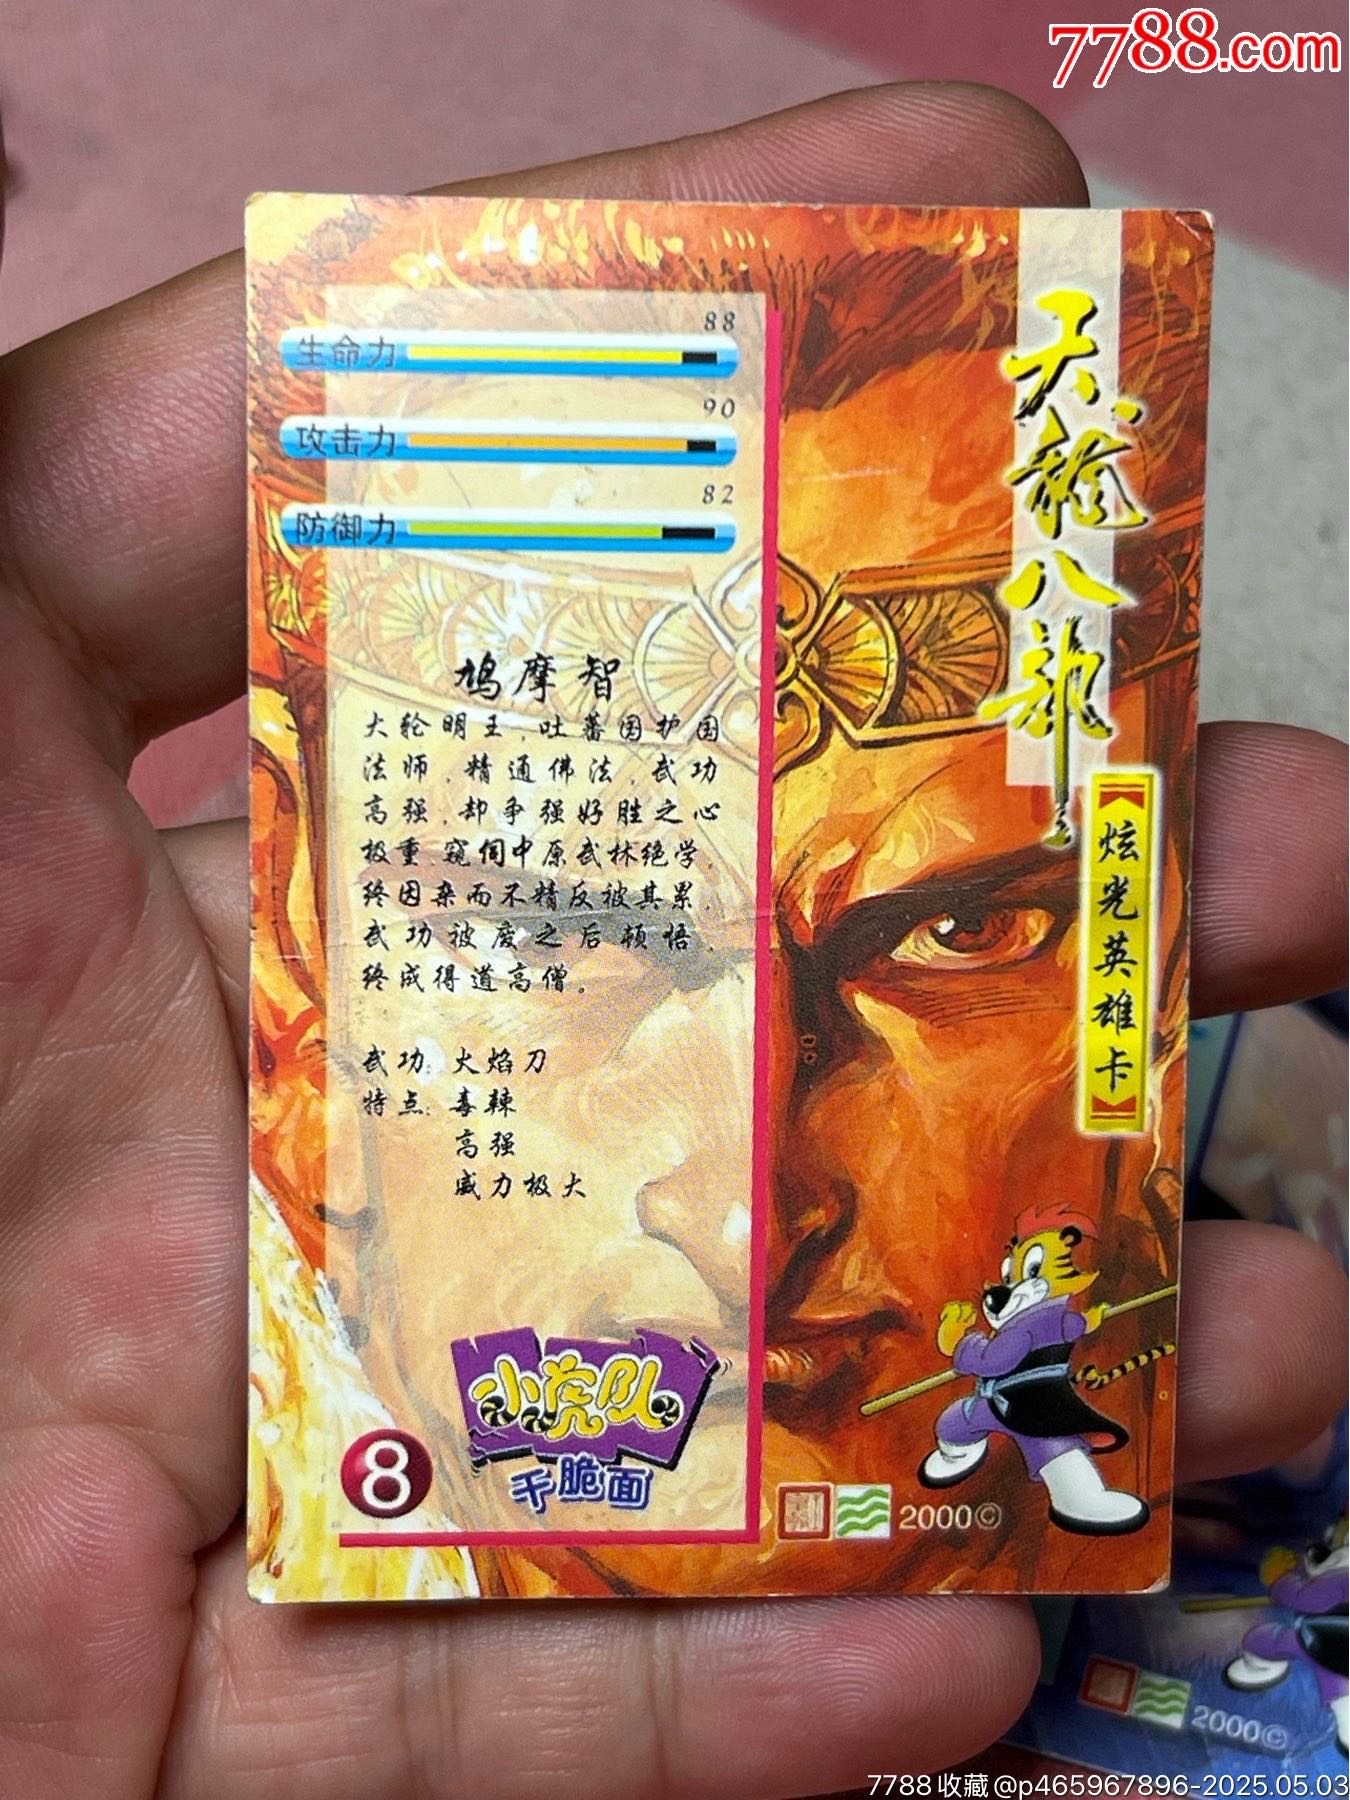 7788.com
88
生命力
90
攻击力
82
防御力
天龍八部
炫光英雄卡
鸠摩智
大轮明王,吐蕃国护国
法师,精通佛法,武功
高强,却争强好胜之心
极重,窥伺中原武林绝学,
终因杂而不精反被其累,
武功被废之后顿悟,
终成得道高僧。
武功:火焰刀
特点:毒辣
高强
威力极大
小虎队
干脆面
8
2000©
2000©
7788收藏@p465967896-2025.05.03